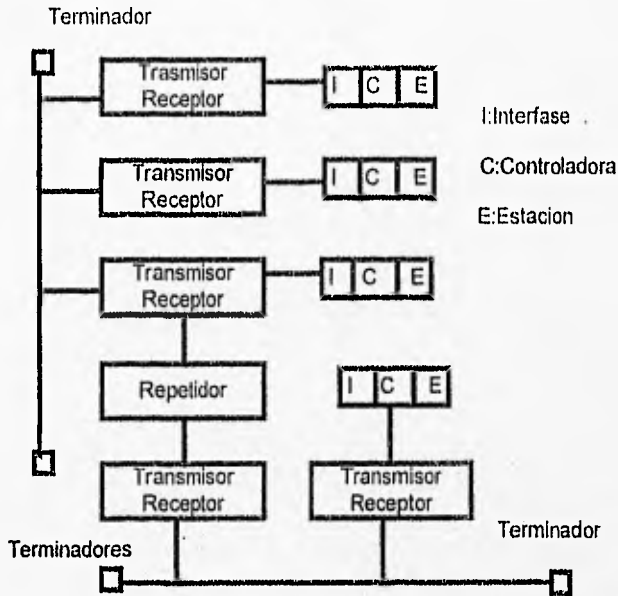 Terminador
Trasmisor
Receptor
I C E
I:Interfase
Transmisor
Receptor
I C E
C:Controladora
E:Estacion
Transmisor
Receptor
I C E
Repetidor
I C E
Transmisor
Receptor
Transmisor
Receptor
Terminadores
Terminador